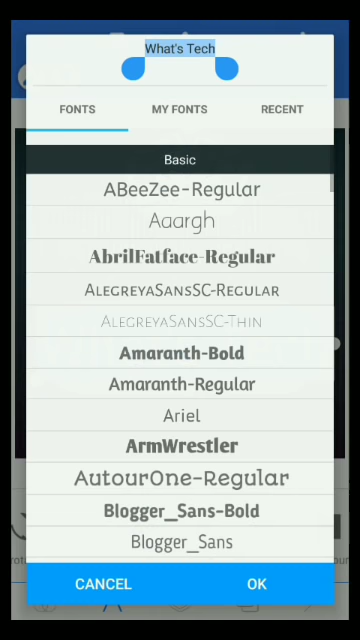 What's Tech
FONTS MY FONTS RECENT
Basic
ABeeZee-Regular
Aaargh
AbrilFatface-Regular
AlegreyaSansSC-Regular
AlegreyaSansSC-Thin
Amaranth-Bold
Amaranth-Regular
Ariel
ArmWrestler
AutourOne-Regular
Blogger_Sans-Bold
Blogger_Sans
CANCEL OK